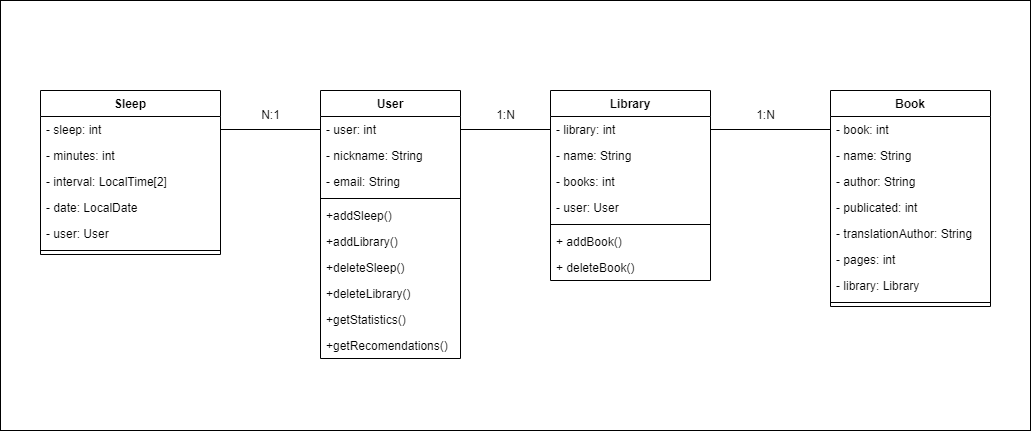 Sleep
- sleep: int
- minutes: int
- interval: LocalTime[2]
- date: LocalDate
- user: User
N:1
User
- user: int
- nickname: String
- email: String
+addSleep()
+addLibrary()
+deleteSleep()
+deleteLibrary()
+getStatistics()
+getRecomendations()
1:N
Library
- library: int
- name: String
- books: int
- user: User
+ addBook()
+ deleteBook()
1:N
Book
- book: int
- name: String
- author: String
- publicated: int
- translationAuthor: String
- pages: int
- library: Library